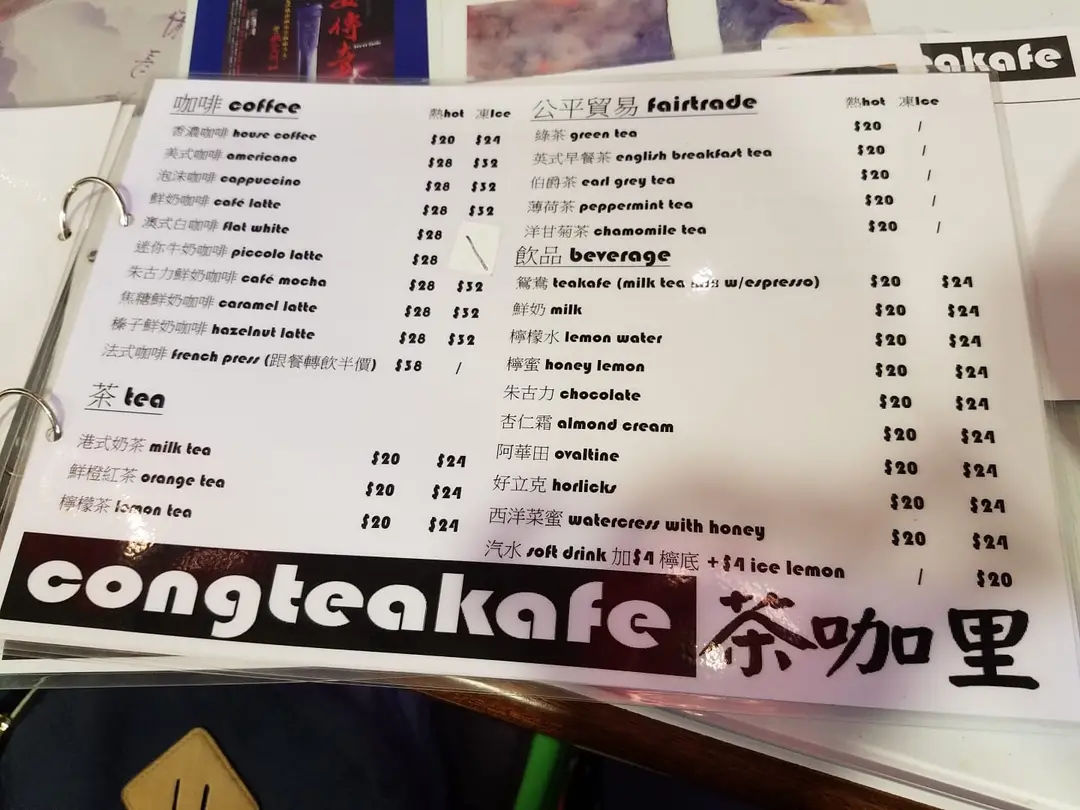 傳奇
eakafe
咖啡 coffee 熱hot 凍Ice
香濃咖啡 house coffee $20 $24
美式咖啡 americano $28 $32
泡沫咖啡 cappuccino $28 $32
鮮奶咖啡 café latte $28 $32
澳式白咖啡 flat white $28 \
迷你牛奶咖啡 piccolo latte $28
朱古力鮮奶咖啡 café mocha $28 $32
焦糖鮮奶咖啡 caramel latte $28 $32
榛子鮮奶咖啡 hazelnut latte $28 $32
法式咖啡 french press (跟餐轉飲半價) $38 /
茶 tea
港式奶茶 milk tea $20 $24
鮮橙紅茶 orange tea $20 $24
檸檬茶 lemon tea $20 $24
公平貿易 fairtrade 熱hot 凍Ice
綠茶 green tea $20 /
英式早餐茶 english breakfast tea $20 /
伯爵茶 earl grey tea $20 /
薄荷茶 peppermint tea $20 /
洋甘菊茶 chamomile tea $20 /
飲品 beverage
鴛鴦 teakafe (milk tea w/espresso) $20 $24
鮮奶 milk $20 $24
檸檬水 lemon water $20 $24
檸蜜 honey lemon $20 $24
朱古力 chocolate $20 $24
杏仁霜 almond cream $20 $24
阿華田 ovaltine $20 $24
好立克 horlicks $20 $24
西洋菜蜜 watercress with honey $20 $24
汽水 soft drink 加$4 檸底 +$4 ice lemon / $20
congteakafe 茶咖里